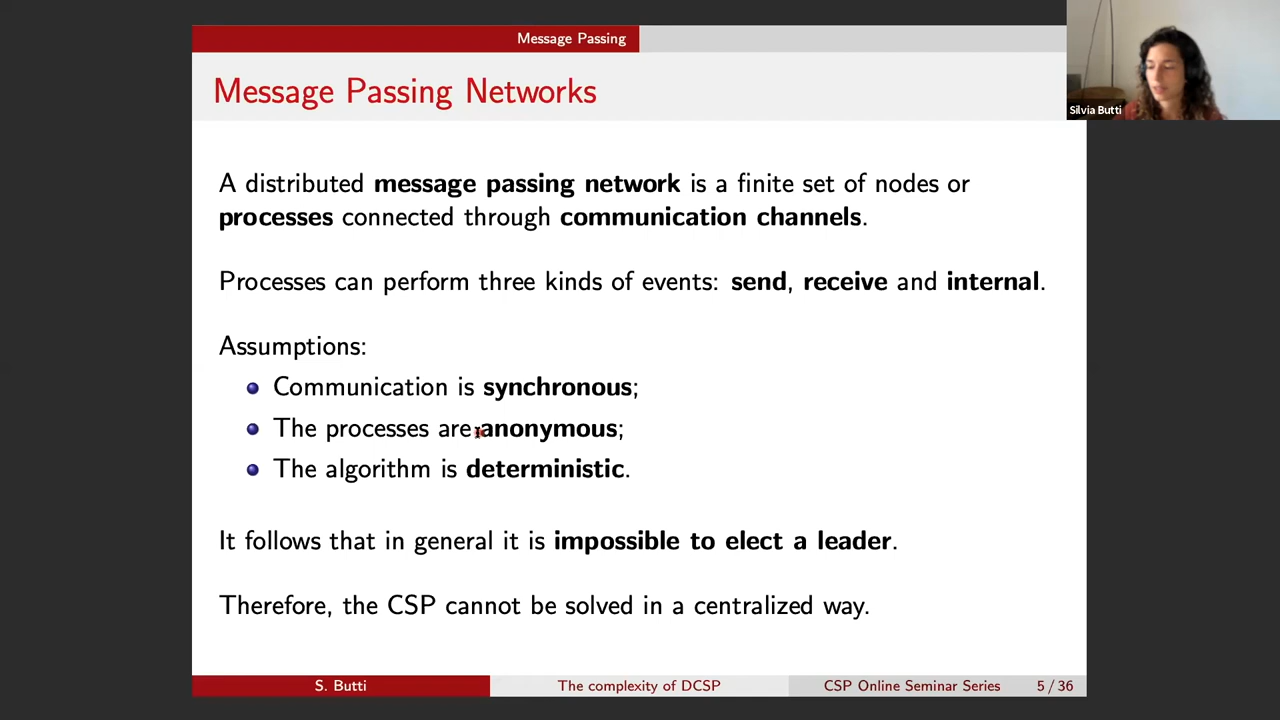 Message Passing
Message Passing Networks
Silvia Butti
A distributed message passing network is a finite set of nodes or
processes connected through communication channels.
Processes can perform three kinds of events: send, receive and internal.
Assumptions:
Communication is synchronous;
The processes are anonymous;
The algorithm is deterministic.
It follows that in general it is impossible to elect a leader.
Therefore, the CSP cannot be solved in a centralized way.
S. Butti
The complexity of DCSP
CSP Online Seminar Series
5 / 36